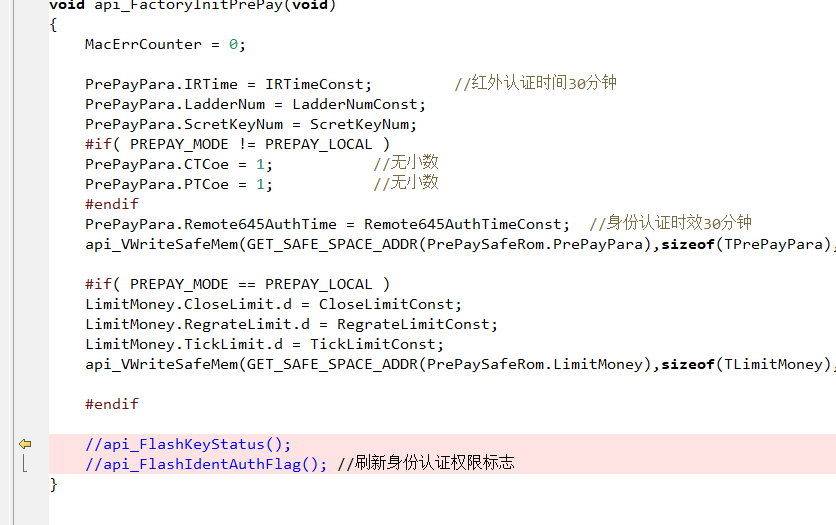 void api_FactoryInitPrePay(void)
{
MacErrCounter = 0;
PrePayPara.IRTime = IRTimeConst; //红外认证时间30分钟
PrePayPara.LadderNum = LadderNumConst;
PrePayPara.ScretKeyNum = ScretKeyNum;
#if( PREPAY_MODE != PREPAY_LOCAL )
PrePayPara.CTCoe = 1; //无小数
PrePayPara.PTCoe = 1; //无小数
#endif
PrePayPara.Remote645AuthTime = Remote645AuthTimeConst; //身份认证时效30分钟
api_VWriteSafeMem(GET_SAFE_SPACE_ADDR(PrePaySafeRom.PrePayPara),sizeof(TPrePayPara),
#if( PREPAY_MODE == PREPAY_LOCAL )
LimitMoney.CloseLimit.d = CloseLimitConst;
LimitMoney.RegrateLimit.d = RegrateLimitConst;
LimitMoney.TickLimit.d = TickLimitConst;
api_VWriteSafeMem(GET_SAFE_SPACE_ADDR(PrePaySafeRom.LimitMoney),sizeof(TLimitMoney),
#endif
//api_FlashKeyStatus();
//api_FlashIdentAuthFlag(); //刷新身份认证权限标志
}